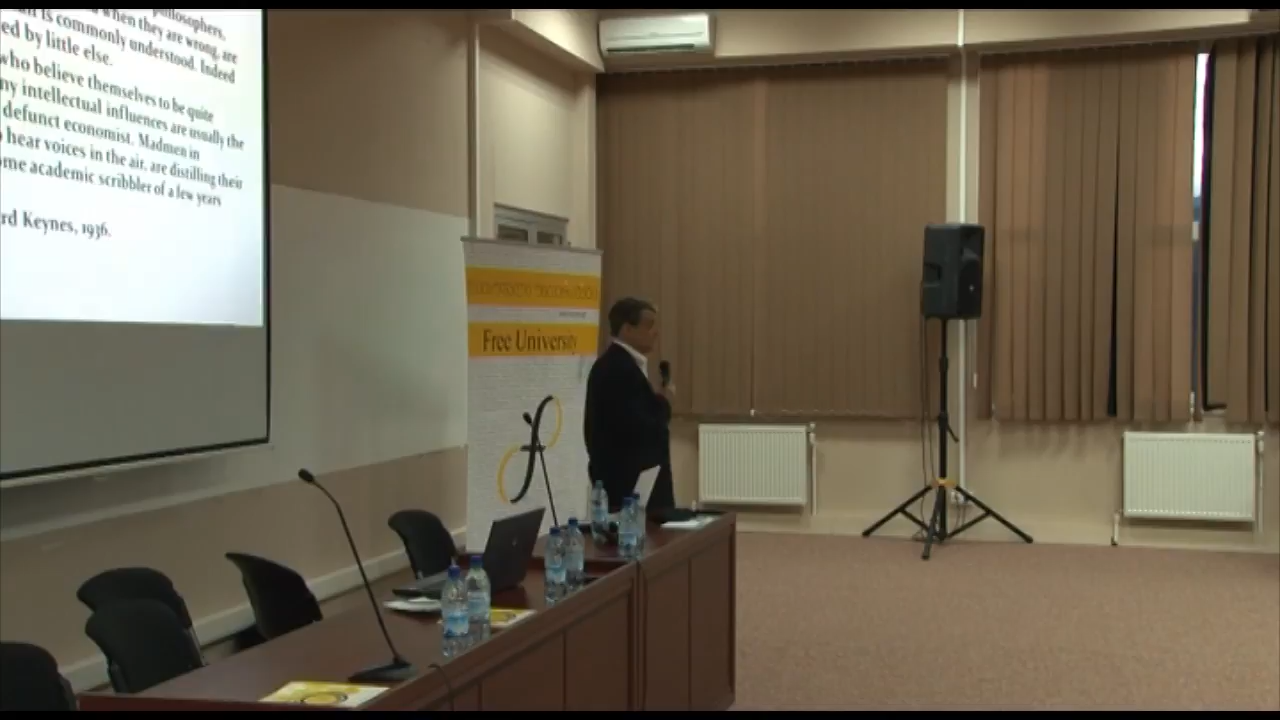 philosophers,
when they are wrong, are
is commonly understood. Indeed
ed by little else.
who believe themselves to be quite
ny intellectual influences are usually the
defunct economist. Madmen in
hear voices in the air, are distilling their
me academic scribbler of a few years
rd Keynes, 1936.
Free University